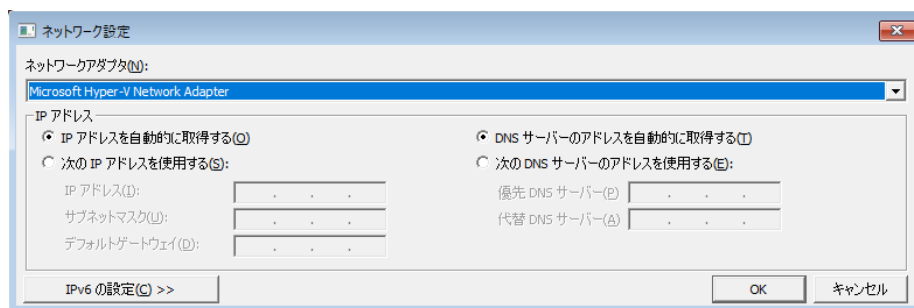 ネットワーク設定
ネットワークアダプタ(N):
Microsoft Hyper-V Network Adapter
IP アドレス
IP アドレスを自動的に取得する(O)
DNS サーバーのアドレスを自動的に取得する(T)
次の IP アドレスを使用する(S):
次の DNS サーバーのアドレスを使用する(E):
IP アドレス(I):
優先 DNS サーバー(P)
サブネットマスク(U):
代替 DNS サーバー(A)
デフォルトゲートウェイ(D):
IPv6 の設定(C) >>
OK
キャンセル